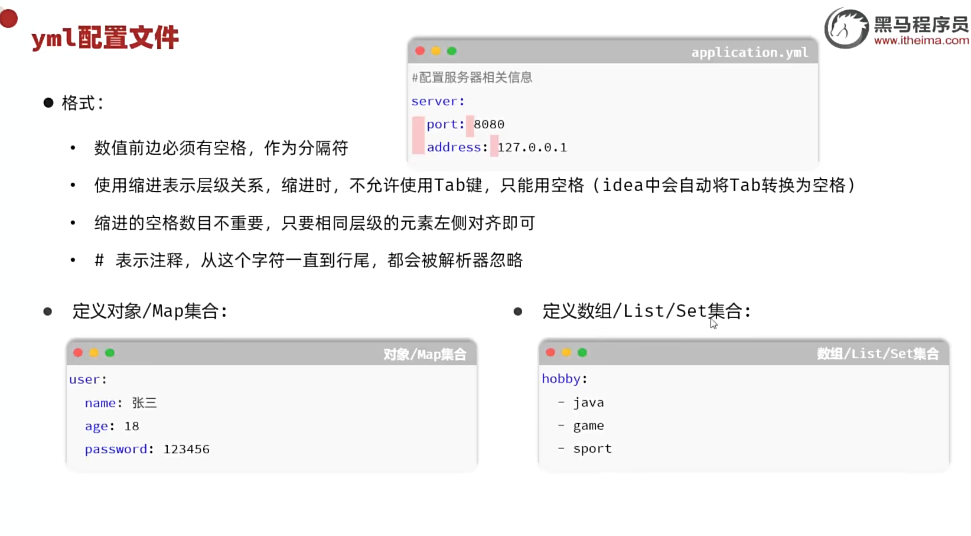 yml配置文件
黑马程序员
www.itheima.com
application.yml
#配置服务器相关信息
server:
port: 8080
address: 127.0.0.1
格式：
数值前边必须有空格，作为分隔符
使用缩进表示层级关系，缩进时，不允许使用Tab键，只能用空格（idea中会自动将Tab转换为空格）
缩进的空格数目不重要，只要相同层级的元素左侧对齐即可
# 表示注释，从这个字符一直到行尾，都会被解析器忽略
定义对象/Map集合：
对象/Map集合
user:
name: 张三
age: 18
password: 123456
定义数组/List/Set集合：
数组/List/Set集合
hobby:
- java
- game
- sport